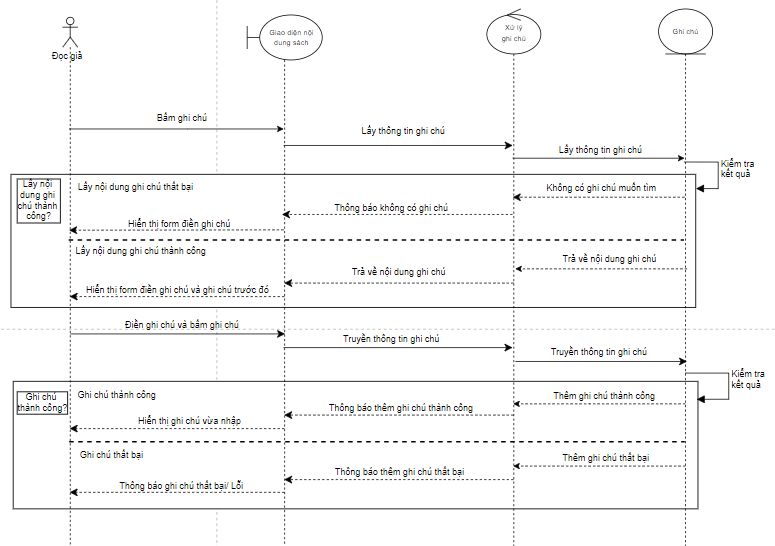 Giao diện nội
dung sách
Xử lý
ghi chú
Ghi chú
Đọc giả
Bấm ghi chú
Lấy thông tin ghi chú
Lấy thông tin ghi chú
Kiểm tra
kết quả
Lấy nội
dung ghi
chú thành
công?
Lấy nội dung ghi chú thất bại
Không có ghi chú muốn tìm
Thông báo không có ghi chú
Hiển thị form điền ghi chú
Lấy nội dung ghi chú thành công
Trả về nội dung ghi chú
Trả về nội dung ghi chú
Hiển thị form điền ghi chú và ghi chú trước đó
Điền ghi chú và bấm ghi chú
Truyền thông tin ghi chú
Truyền thông tin ghi chú
Kiểm tra
kết quả
Ghi chú
thành công?
Ghi chú thành công
Thêm ghi chú thành công
Thông báo thêm ghi chú thành công
Hiển thị ghi chú vừa nhập
Ghi chú thất bại
Thêm ghi chú thất bại
Thông báo thêm ghi chú thất bại
Thông báo ghi chú thất bại/ Lỗi